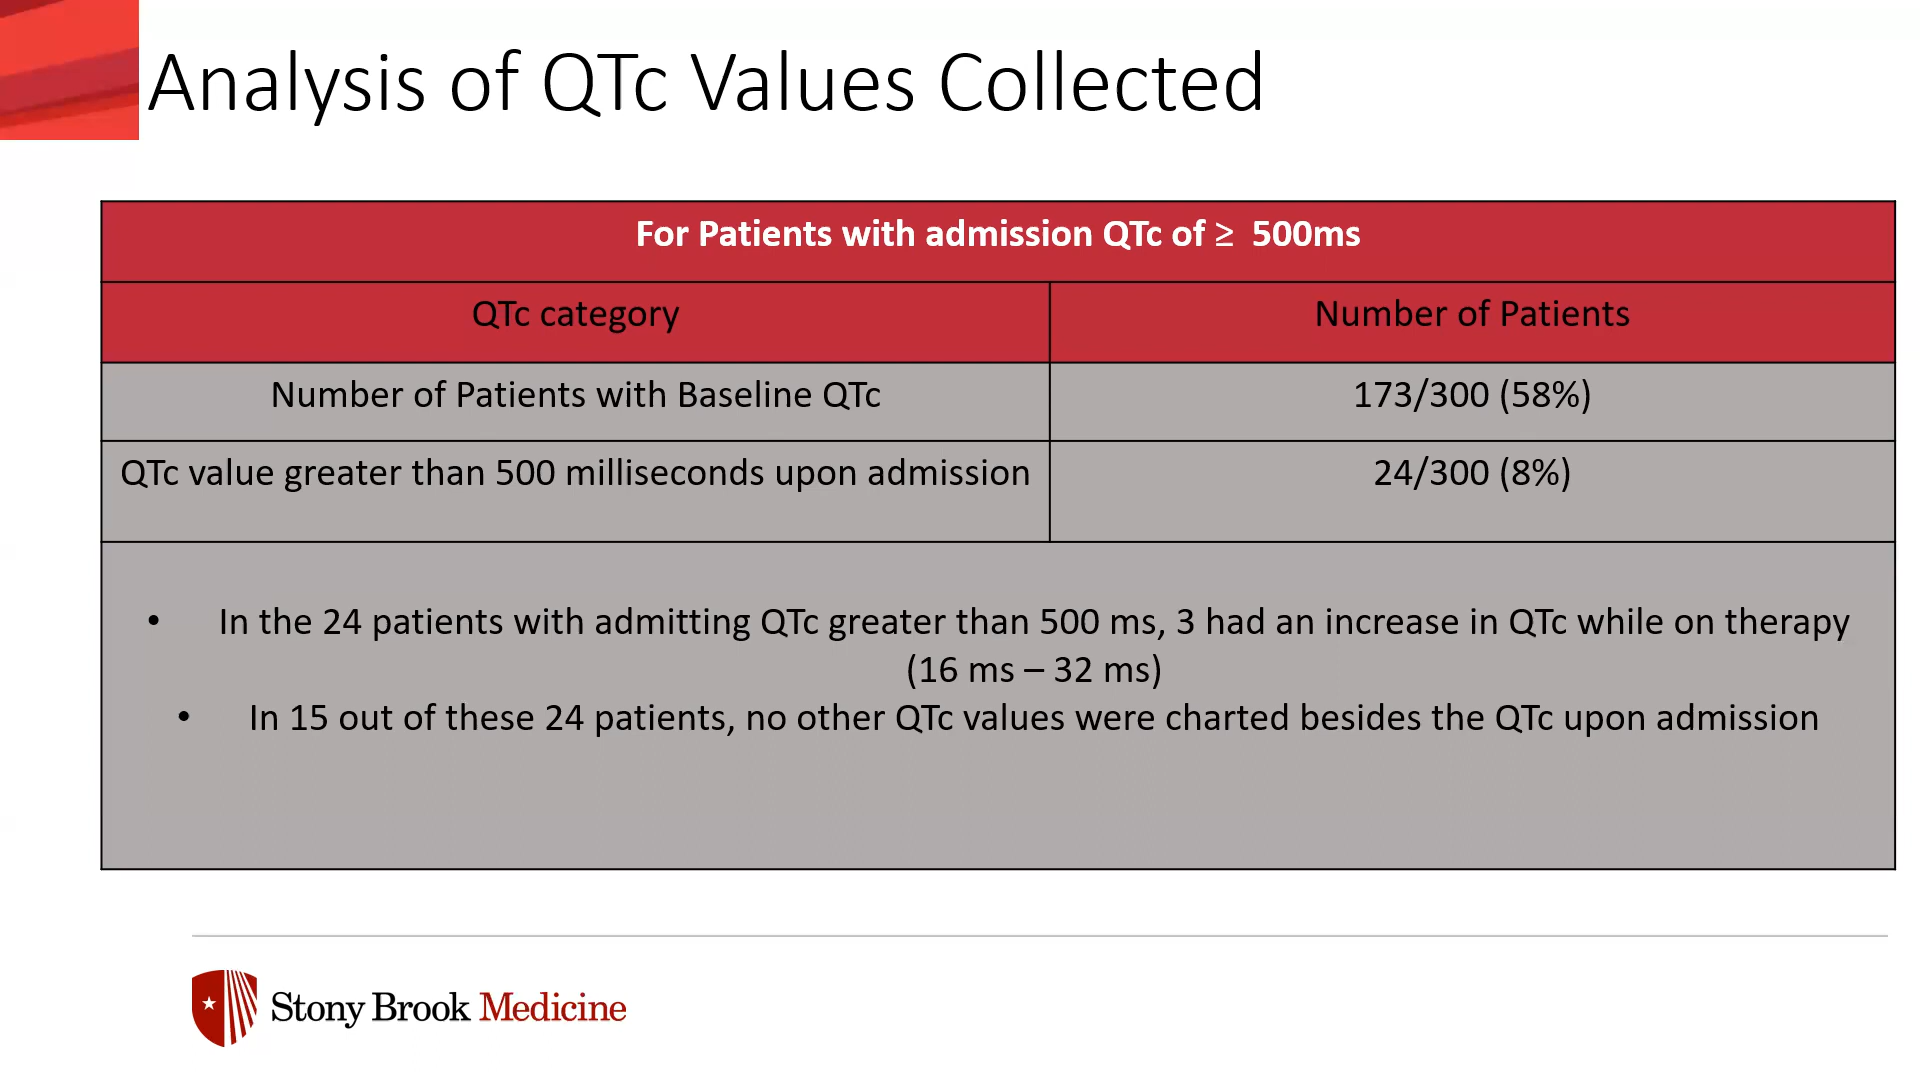 Analysis of QTc Values Collected
For Patients with admission QTc of ≥ 500ms
QTc category
Number of Patients
Number of Patients with Baseline QTc
173/300 (58%)
QTc value greater than 500 milliseconds upon admission
24/300 (8%)
• In the 24 patients with admitting QTc greater than 500 ms, 3 had an increase in QTc while on therapy
(16 ms – 32 ms)
• In 15 out of these 24 patients, no other QTc values were charted besides the QTc upon admission
Stony Brook Medicine